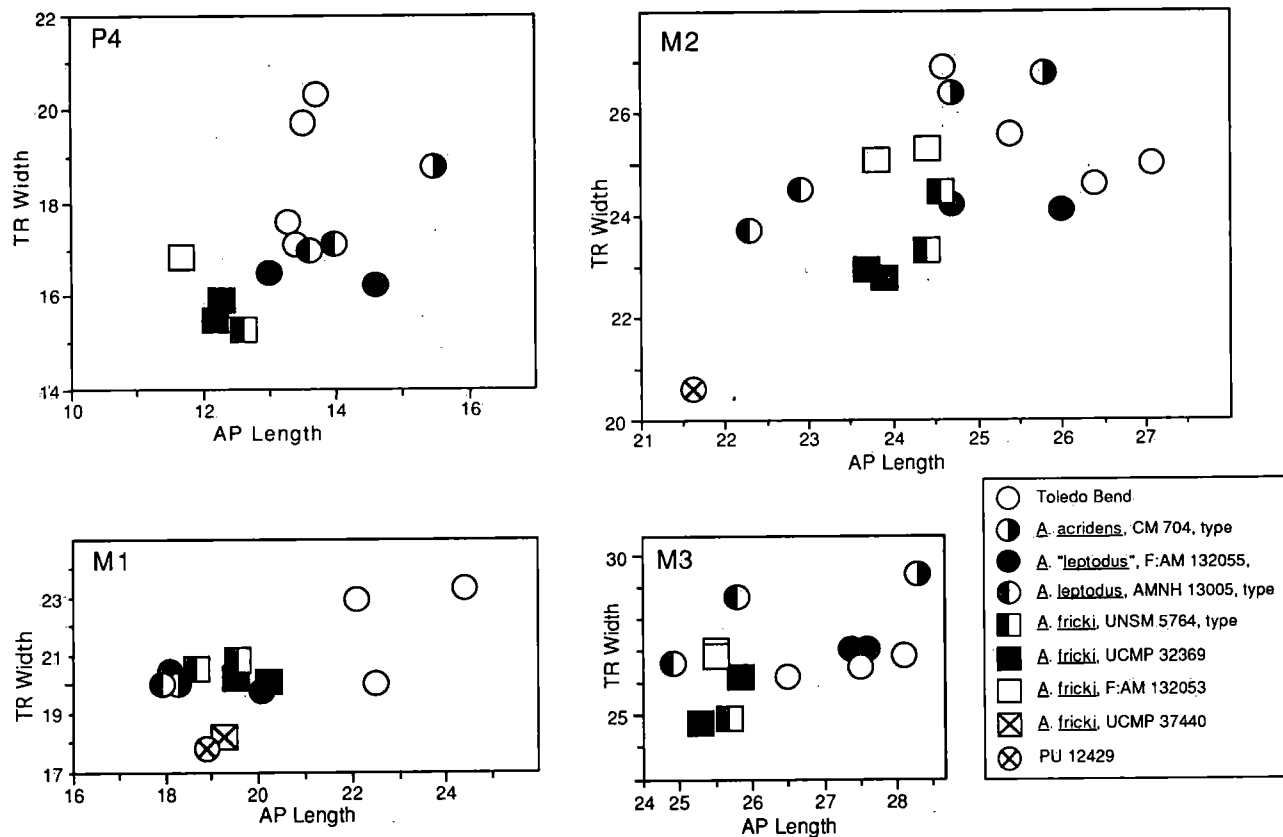 P4
22
20
18
16
14
TR Width
10
12
14
16
AP Length
M2
26
24
22
20
TR Width
21
22
23
24
25
26
27
AP Length
M1
23
21
19
17
TR Width
16
18
20
22
24
AP Length
M3
30
25
TR Width
24
25
26
27
28
AP Length
Toledo Bend
A. acridens, CM 704, type
A. "leptodus", F:AM 132055,
A. leptodus, AMNH 13005, type
A. fricki, UNSM 5764, type
A. fricki, UCMP 32369
A. fricki, F:AM 132053
A. fricki, UCMP 37440
PU 12429